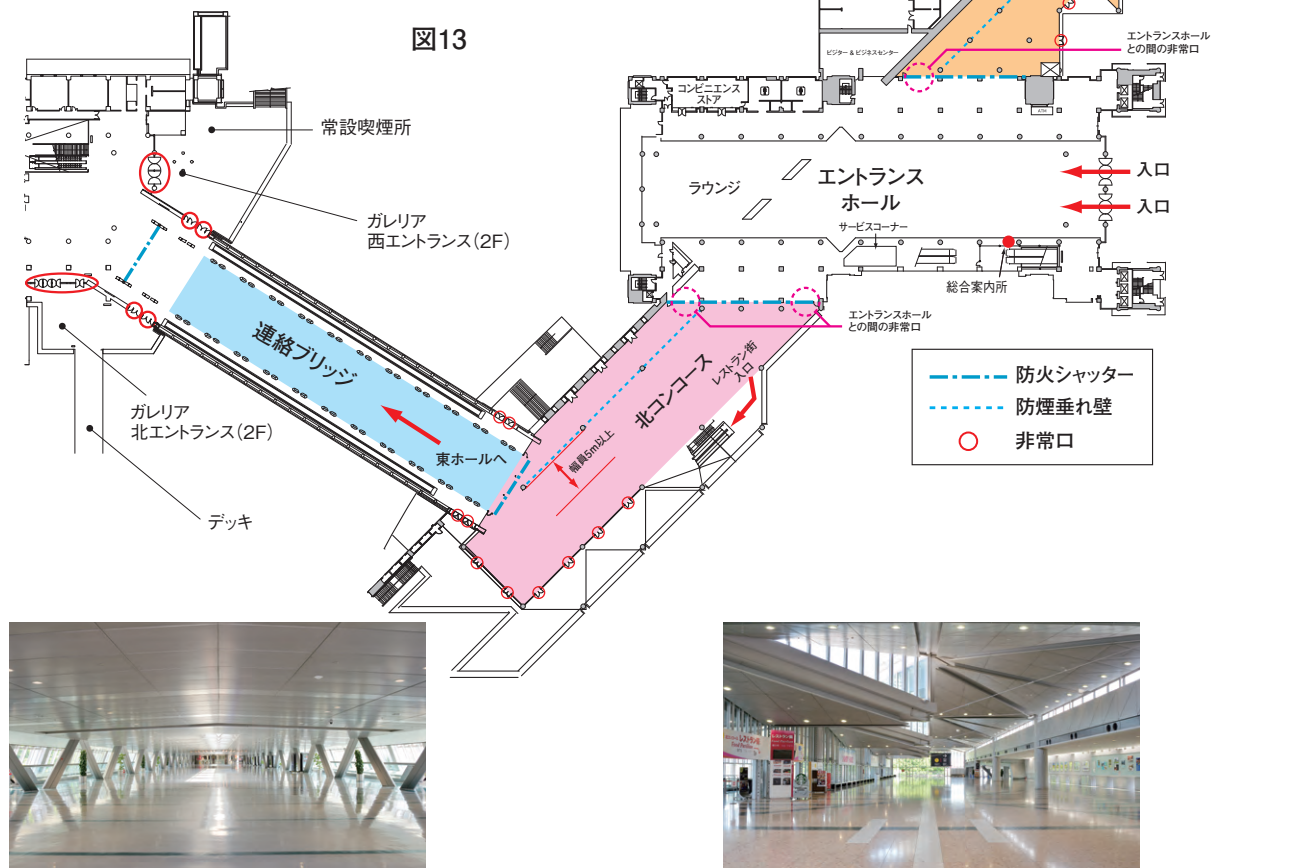 図13
エントランスホール
との間の非常口
ビジター & ビジネスセンター
コンビニエンス
ストア
ATM
常設喫煙所
ラウンジ
エントランス
ホール
入口
入口
サービスコーナー
総合案内所
ガレリア
西エントランス(2F)
エントランスホール
との間の非常口
連絡ブリッジ
北コンコース
レストラン街
入口
防火シャッター
防煙垂れ壁
非常口
ガレリア
北エントランス(2F)
東ホールへ
幅員5m以上
デッキ
レストラン街